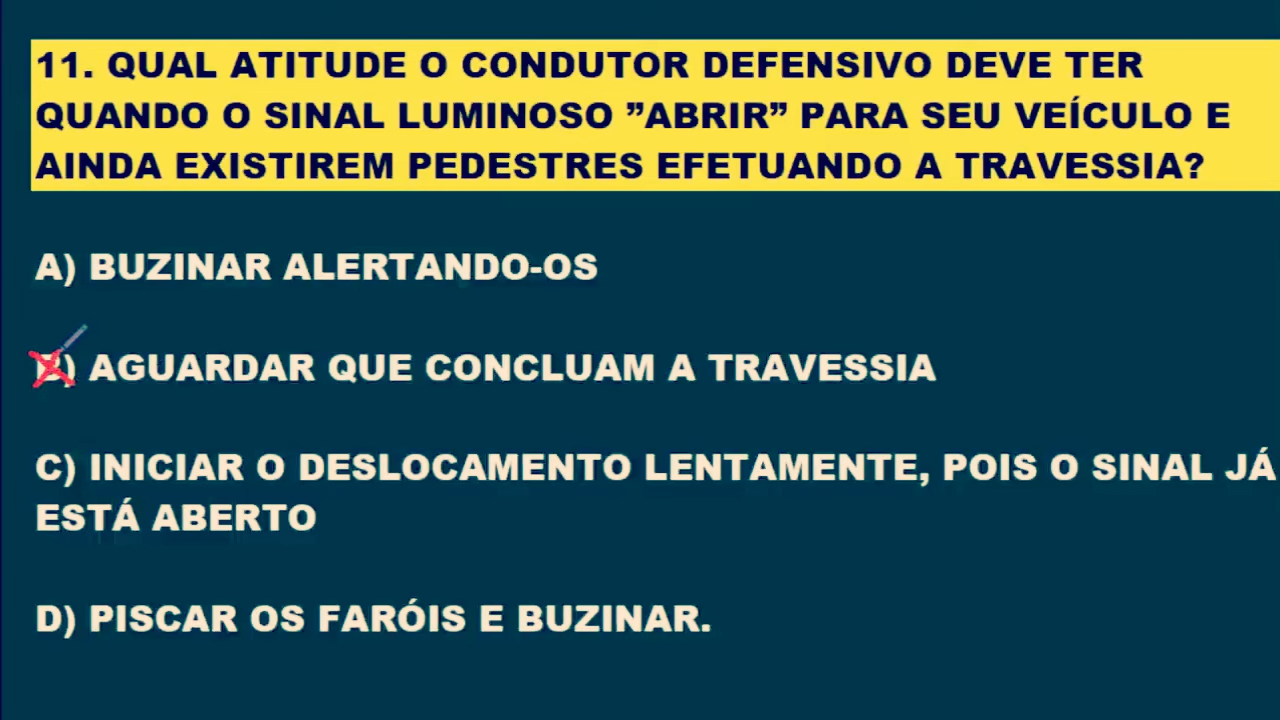 11. QUAL ATITUDE O CONDUTOR DEFENSIVO DEVE TER
QUANDO O SINAL LUMINOSO ”ABRIR” PARA SEU VEÍCULO E
AINDA EXISTIREM PEDESTRES EFETUANDO A TRAVESSIA?
A) BUZINAR ALERTANDO-OS
B) AGUARDAR QUE CONCLUAM A TRAVESSIA
C) INICIAR O DESLOCAMENTO LENTAMENTE, POIS O SINAL JÁ
ESTÁ ABERTO
D) PISCAR OS FARÓIS E BUZINAR.